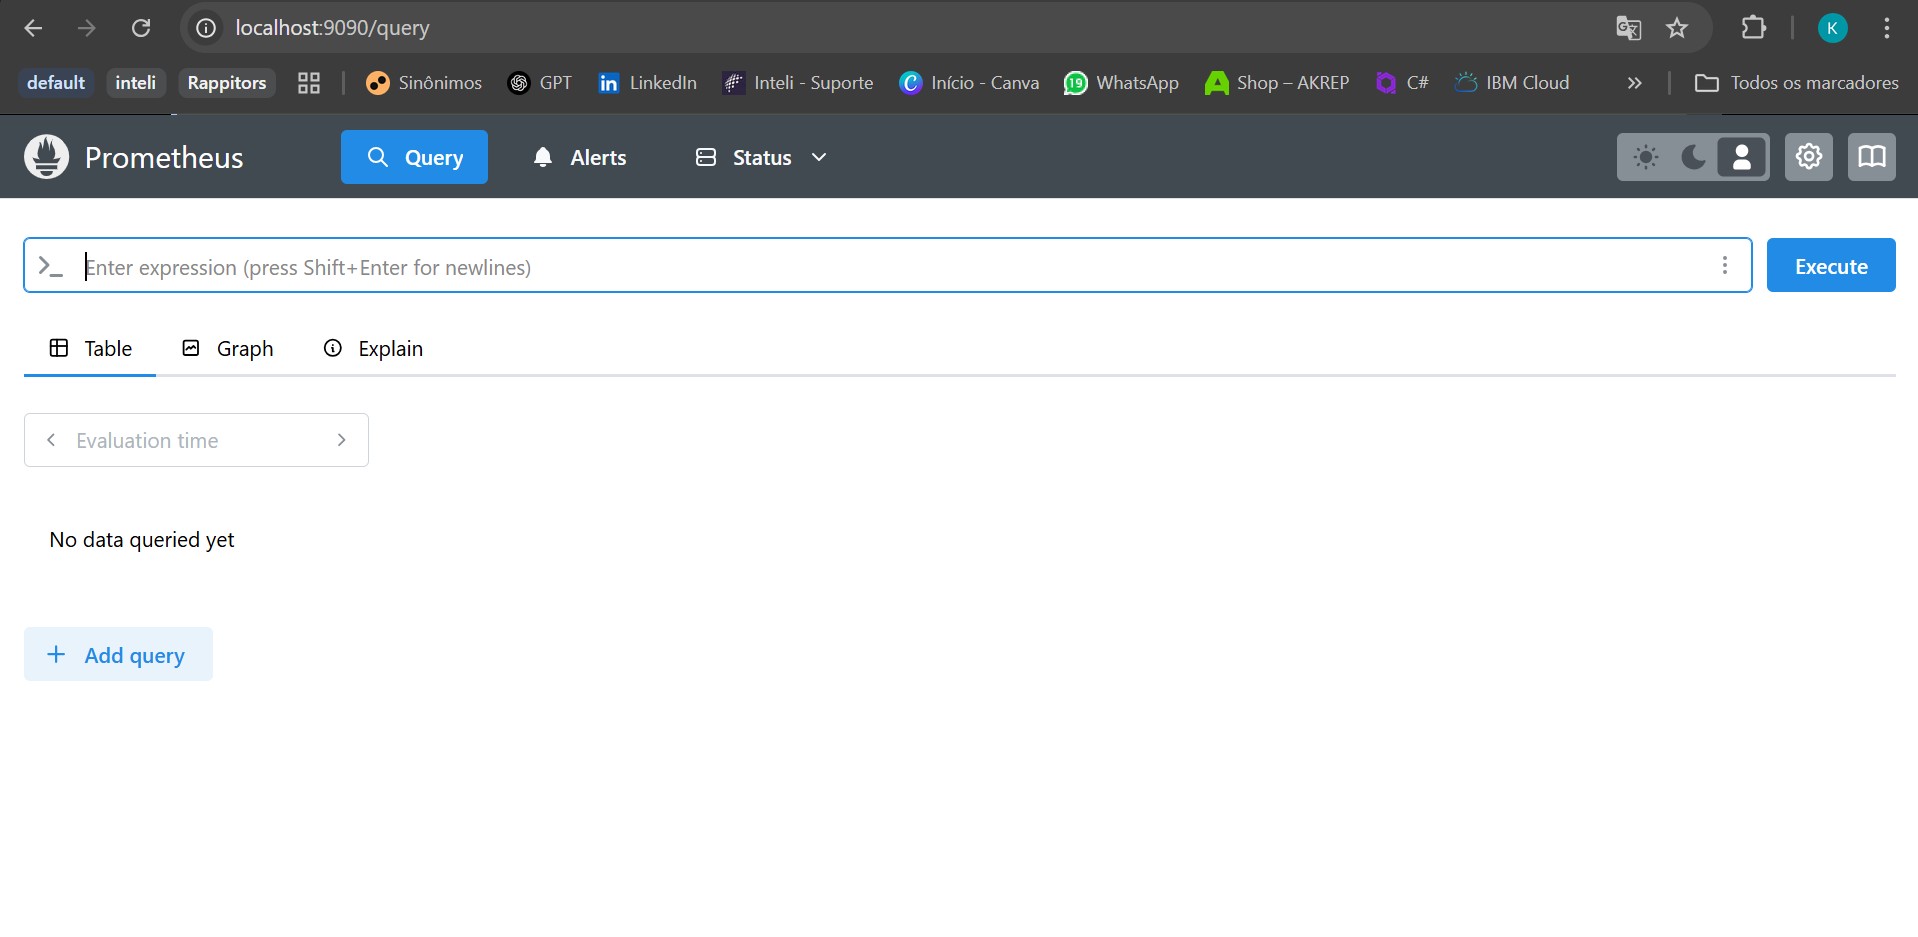 localhost:9090/query
K
default inteli Rappitors Sinônimos GPT LinkedIn Inteli - Suporte Início - Canva 19 WhatsApp Shop – AKREP C# IBM Cloud Todos os marcadores
Prometheus Query Alerts Status
Enter expression (press Shift+Enter for newlines) Execute
Table Graph Explain
Evaluation time
No data queried yet
Add query